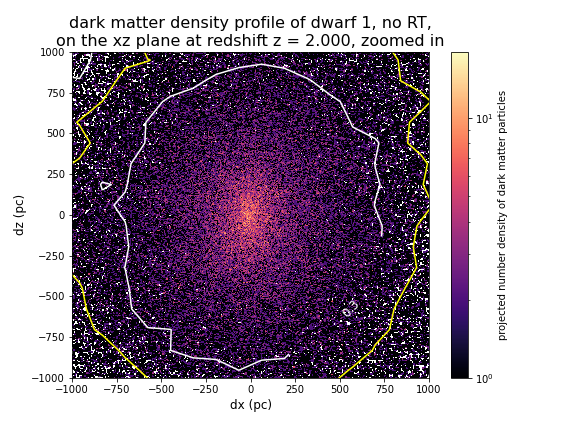 dark matter density profile of dwarf 1, no RT,
on the xz plane at redshift z = 2.000, zoomed in
1000
750
500
250
0
−250
−500
−750
−1000
dz (pc)
0.3
−1000 −750 −500 −250 0 250 500 750 1000
dx (pc)
10¹
10⁰
projected number density of dark matter particles